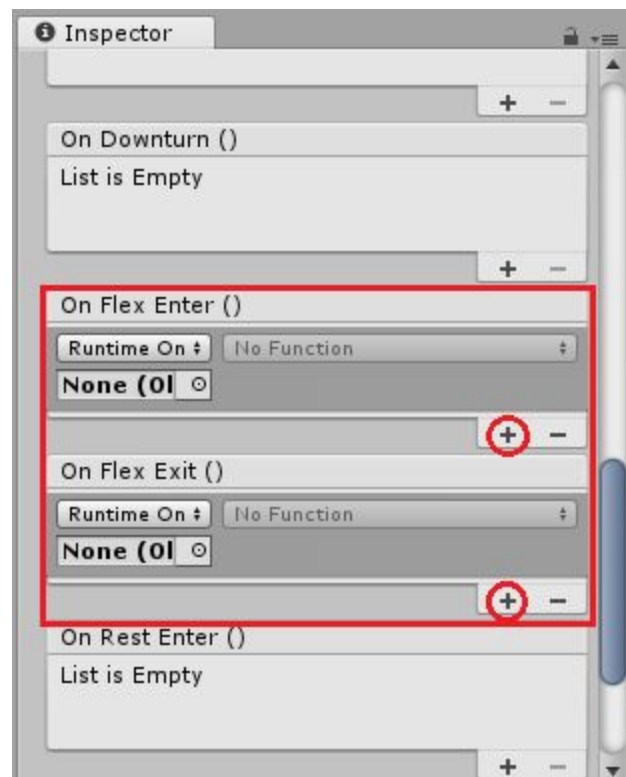 Inspector
+ −
On Downturn ()
List is Empty
+ −
On Flex Enter ()
Runtime On No Function
None (Ol
+ −
On Flex Exit ()
Runtime On No Function
None (Ol
+ −
On Rest Enter ()
List is Empty
+ −